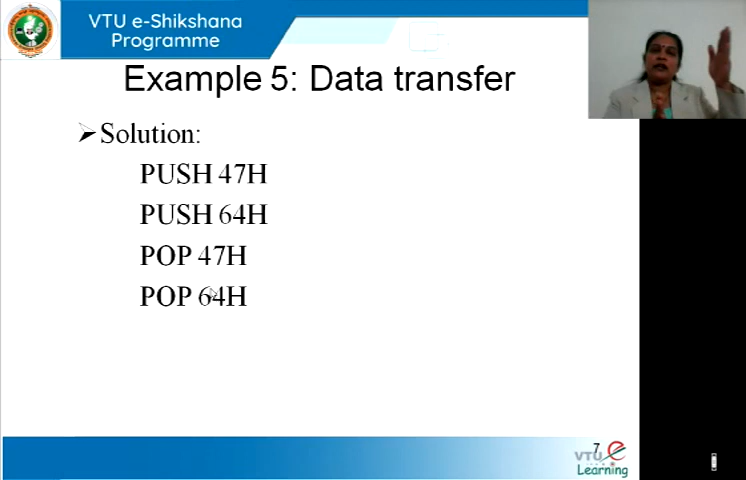 VTU e-Shikshana
Programme
Example 5: Data transfer
➢ Solution:
PUSH 47H
PUSH 64H
POP 47H
POP 64H
7
VTU e
Learning